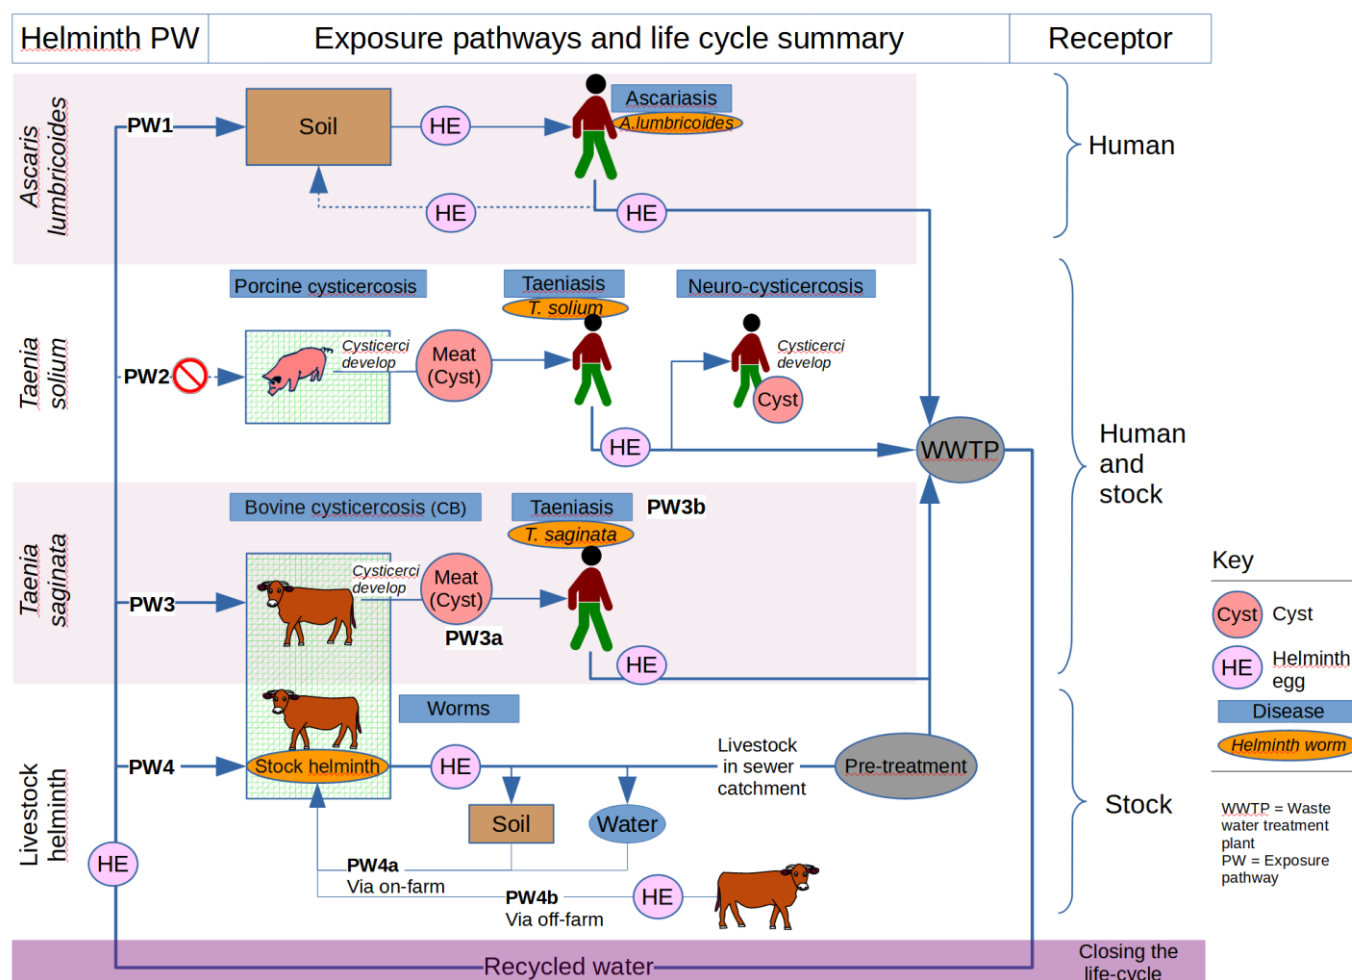 Helminth PW
Exposure pathways and life cycle summary
Receptor
Ascaris
lumbricoides
PW1
Soil
HE
Ascariasis
A.lumbricoides
HE
HE
Human
Taenia
solium
Porcine cysticercosis
Taeniasis
T. solium
Neuro-cysticercosis
PW2
Cysticerci
develop
Meat
(Cyst)
Cysticerci
develop
Cyst
HE
WWTP
Human
and
stock
Taenia
saginata
Bovine cysticercosis (CB)
Taeniasis
T. saginata
PW3b
PW3
Cysticerci
develop
Meat
(Cyst)
PW3a
HE
Livestock
helminth
Worms
PW4
Stock helminth
HE
Livestock
in sewer
catchment
Pre-treatment
Soil
Water
Stock
HE
PW4a
Via on-farm
PW4b
Via off-farm
HE
Recycled water
Closing the
life-cycle
Key
Cyst
Cyst
HE
Helminth
egg
Disease
Helminth worm
WWTP = Waste
water treatment
plant
PW = Exposure
pathway